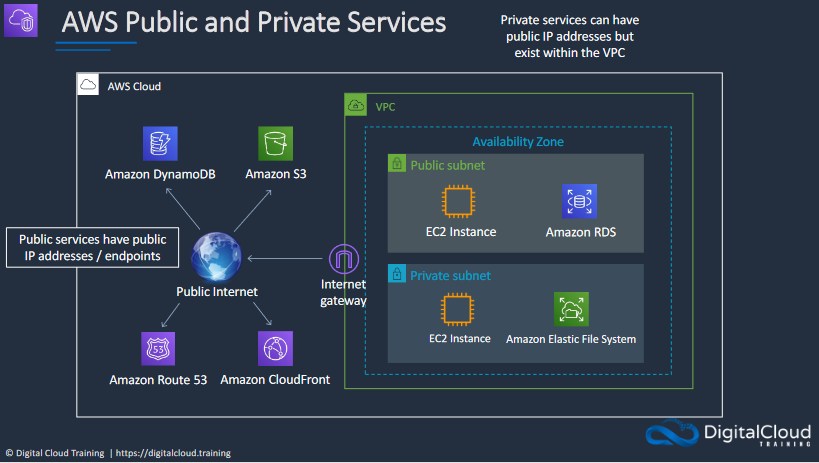 AWS Public and Private Services
Private services can have
public IP addresses but
exist within the VPC
AWS Cloud
VPC
Availability Zone
Public subnet
Amazon DynamoDB
Amazon S3
EC2 Instance
Amazon RDS
Public services have public
IP addresses / endpoints
Public Internet
Internet
gateway
Private subnet
EC2 Instance
Amazon Elastic File System
53
Amazon Route 53
Amazon CloudFront
DigitalCloud
TRAINING
© Digital Cloud Training | https://digitalcloud.training